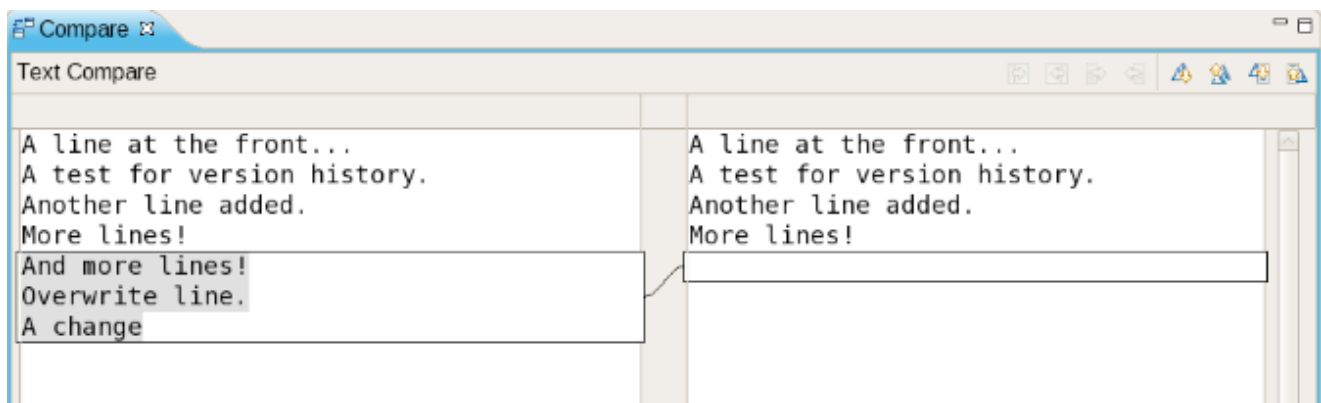 Compare
Text Compare
A line at the front...
A test for version history.
Another line added.
More lines!
And more lines!
Overwrite line.
A change
A line at the front...
A test for version history.
Another line added.
More lines!